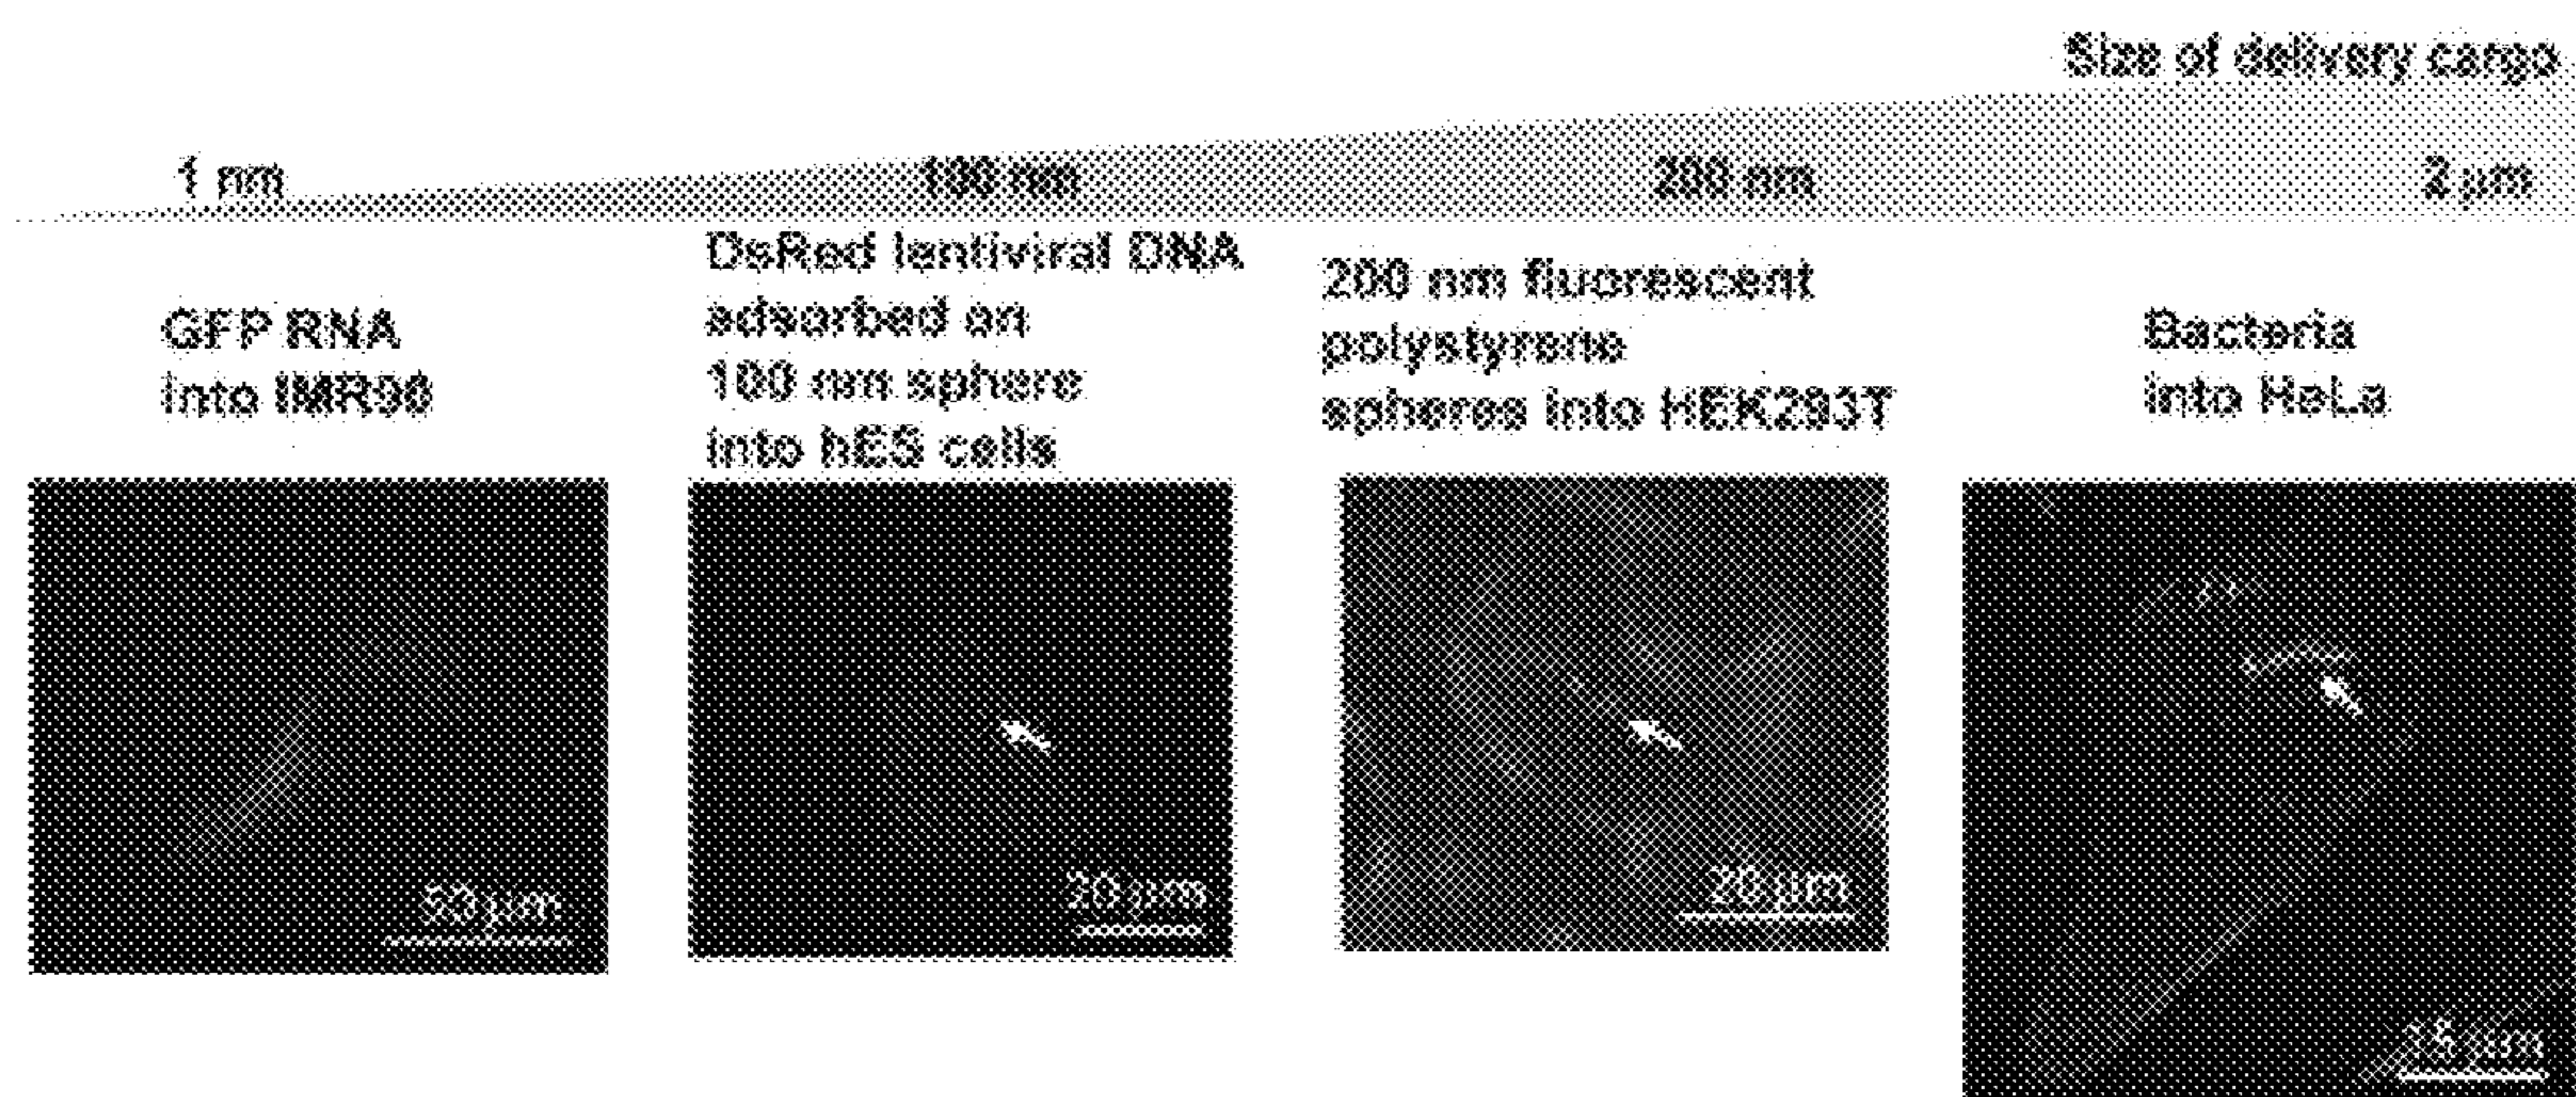 Size of delivery cargo
1 nm
100 nm
200 nm
2 µm
GFP RNA
into IMR90
DsRed lentiviral DNA
adsorbed on
100 nm sphere
into hES cells
200 nm fluorescent
polystyrene
spheres into HEK293T
Bacteria
into HeLa
50 µm
20 µm
20 µm
15 µm